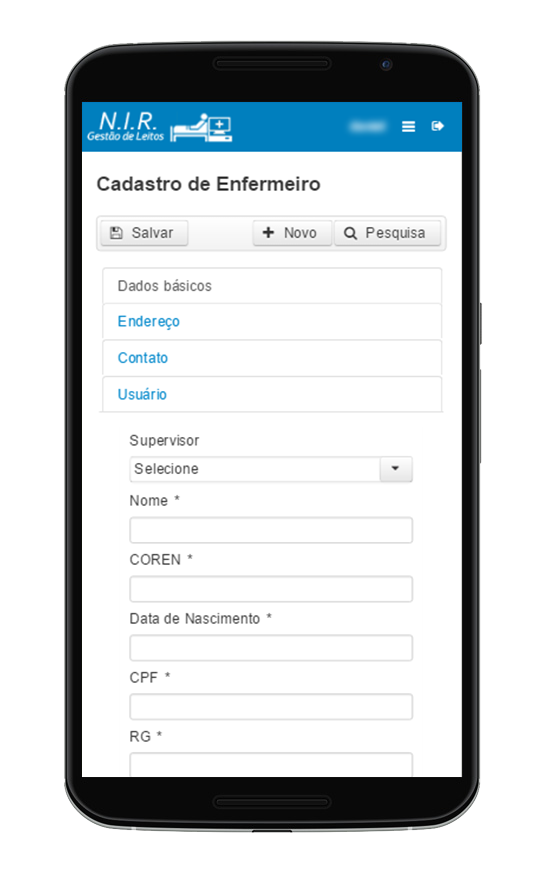 N.I.R.
Gestão de Leitos
Cadastro de Enfermeiro
Salvar
Novo
Pesquisa
Dados básicos
Endereço
Contato
Usuário
Supervisor
Selecione
Nome *
COREN *
Data de Nascimento *
CPF *
RG *